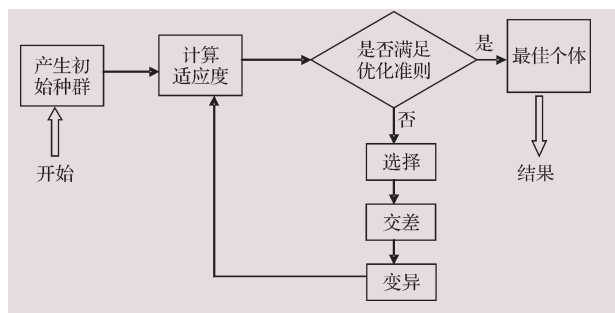 产生初
始种群
开始
计算
适应度
是否满足
优化准则
是
最佳个体
结果
否
选择
交差
变异